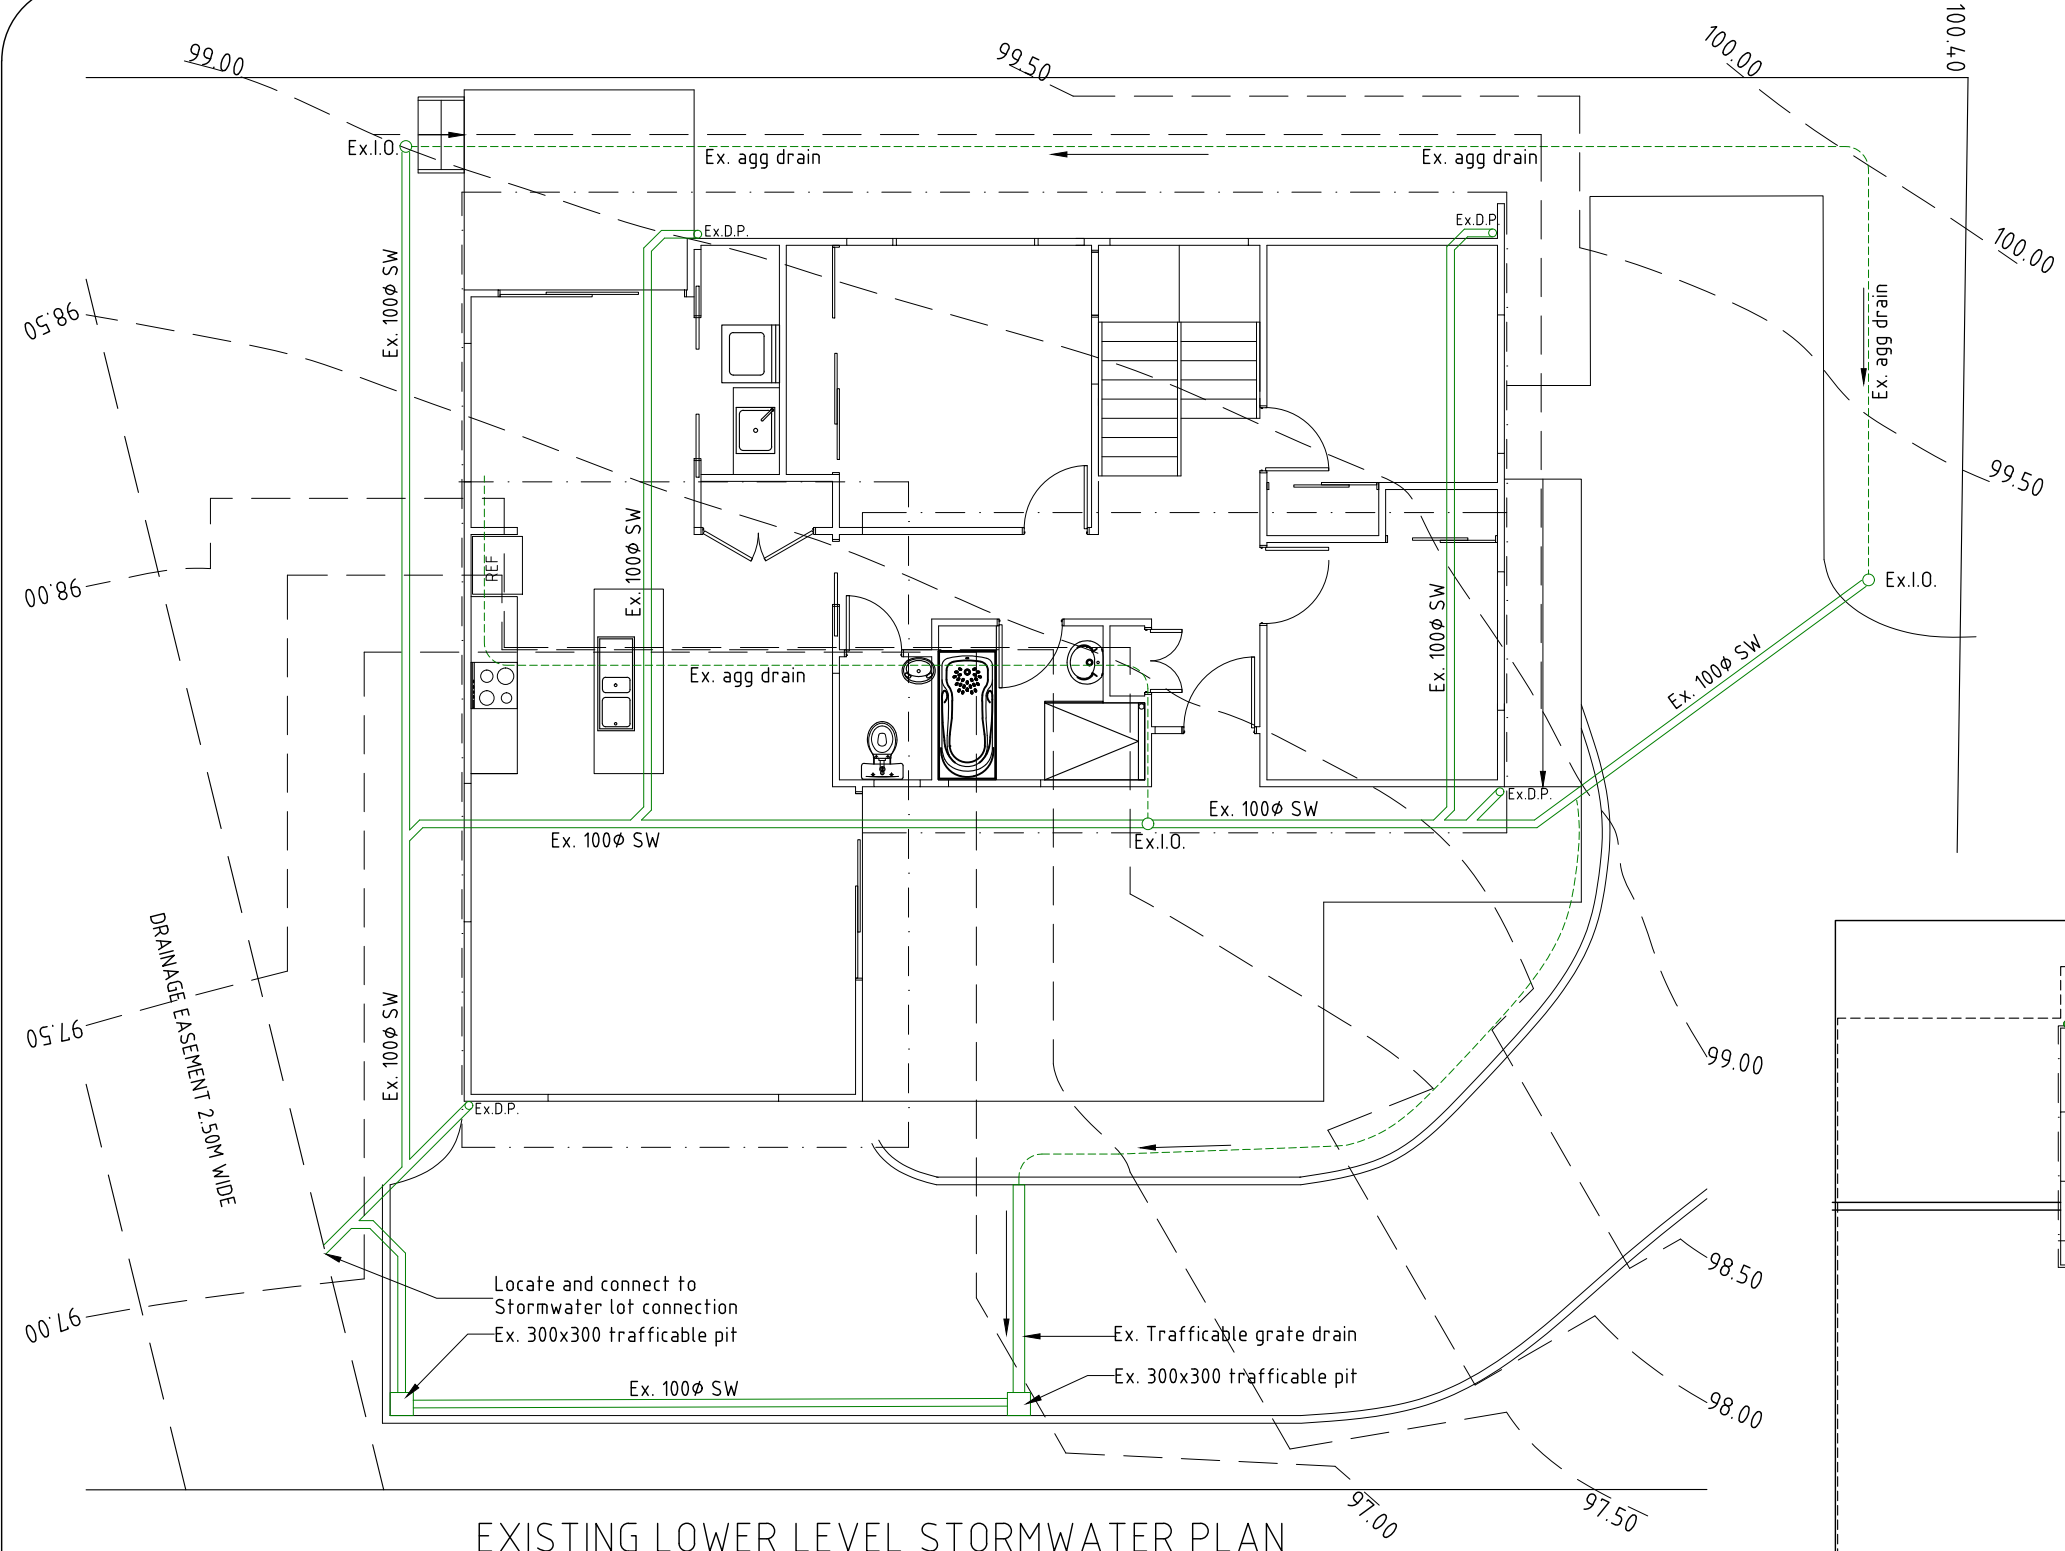 99.00
99.50
100.00
100.40
Ex.I.O.
Ex. agg drain
Ex. agg drain
Ex.D.P.
Ex.D.P.
100.00
Ex. 100Ø SW
98.50
Ex. agg drain
99.50
REF
Ex. 100Ø SW
98.00
Ex.I.O.
Ex. 100Ø SW
Ex. 100Ø SW
Ex. agg drain
Ex.D.P.
Ex. 100Ø SW
Ex. 100Ø SW
Ex.I.O.
DRAINAGE EASEMENT 2.50M WIDE
97.50
Ex. 100Ø SW
99.00
Ex.D.P.
98.50
Locate and connect to
Stormwater lot connection
Ex. 300x300 trafficable pit
97.00
Ex. Trafficable grate drain
Ex. 300x300 trafficable pit
Ex. 100Ø SW
98.00
97.00
97.50
EXISTING LOWER LEVEL STORMWATER PLAN